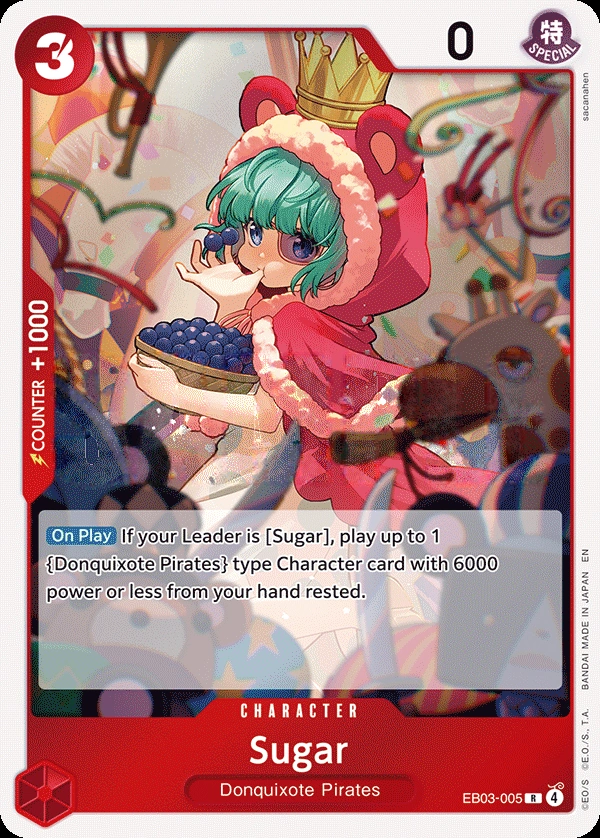 3
0
特
SPECIAL
sacanahen
COUNTER +1000
On Play If your Leader is [Sugar], play up to 1
{Donquixote Pirates} type Character card with 6000
power or less from your hand rested.
CHARACTER
Sugar
Donquixote Pirates
EB03-005 R 4
©EO/S ©E.O./S., T.A. BANDAI MADE IN JAPAN EN